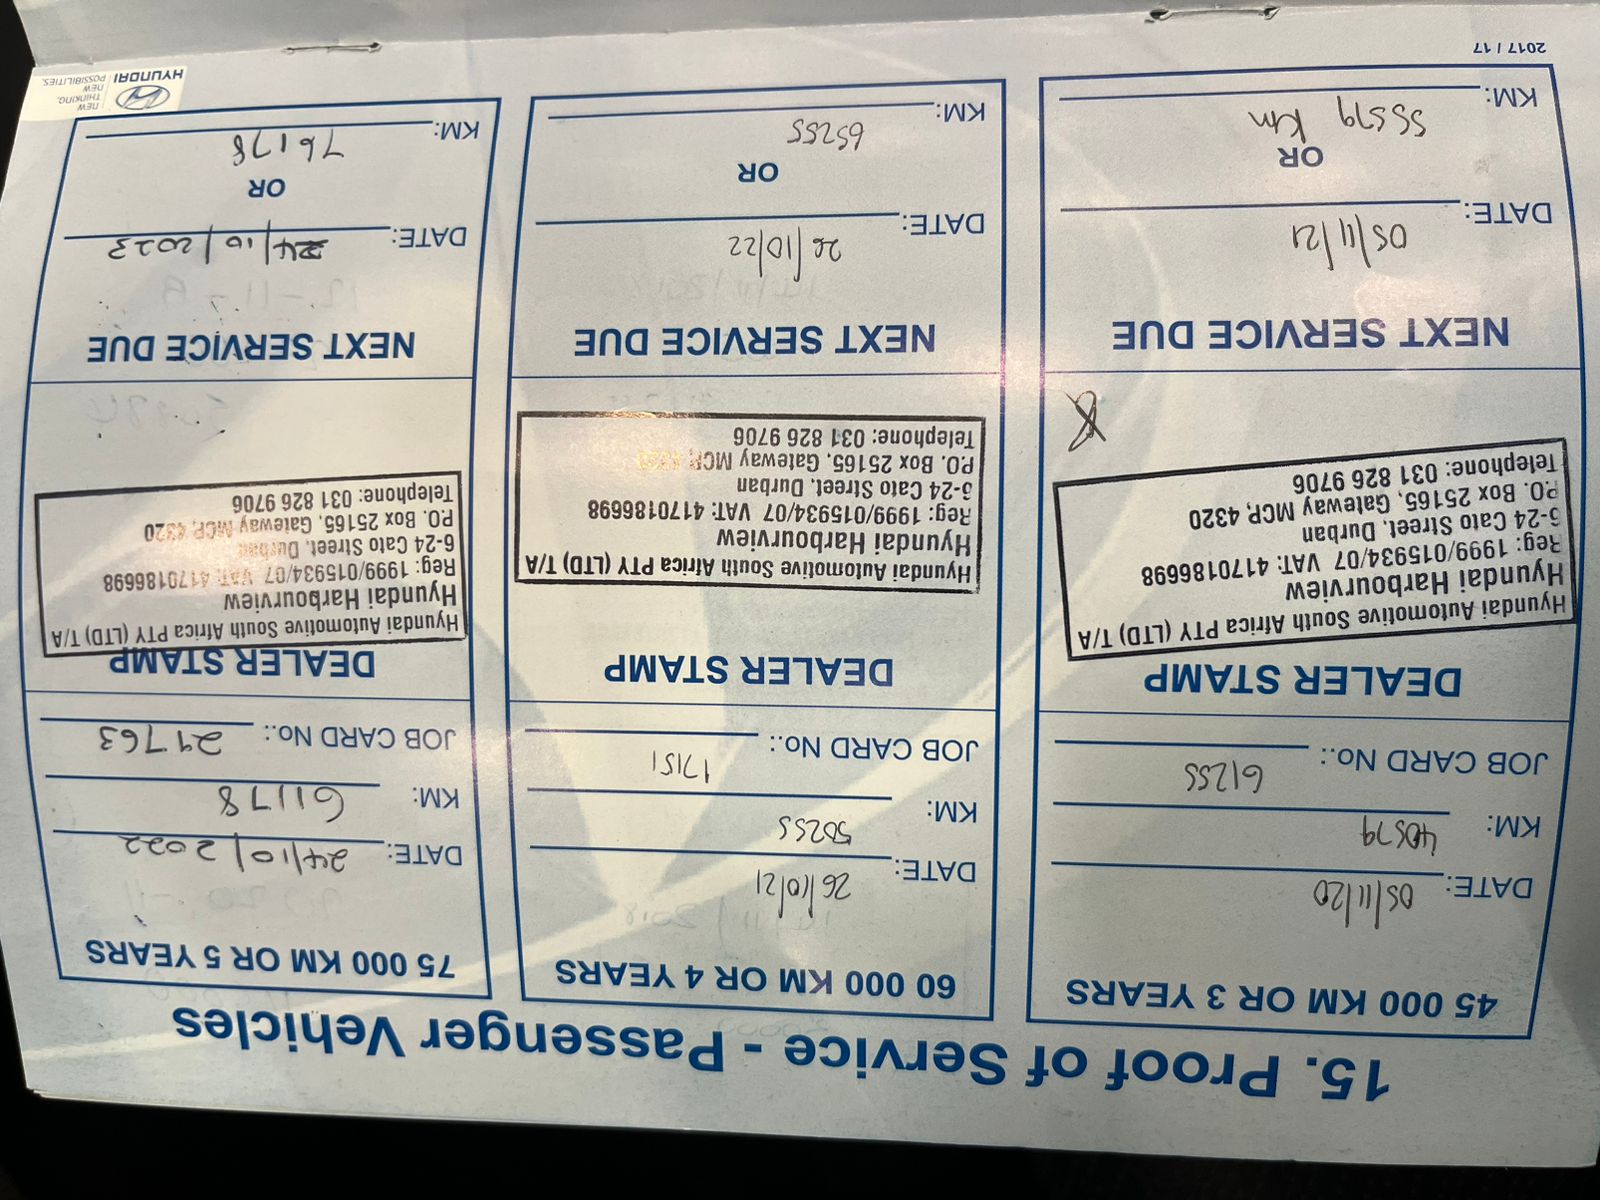 15. Proof of Service - Passenger Vehicles
45 000 KM OR 3 YEARS
DATE: 05/11/20
KM: 40579
JOB CARD No.: 61255
DEALER STAMP
Hyundai Automotive South Africa PTY (LTD) T/A
Hyundai Harbourview
Reg: 1999/015934/07 VAT: 4170186698
6-24 Cato Street, Durban
P.O. Box 25165, Gateway MCP, 4320
Telephone: 031 826 9706
NEXT SERVICE DUE
DATE: 05/11/21
OR
KM: 55579 km
60 000 KM OR 4 YEARS
DATE: 26/10/21
KM: 50255
JOB CARD No.: 17151
DEALER STAMP
Hyundai Automotive South Africa PTY (LTD) T/A
Hyundai Harbourview
Reg: 1999/015934/07 VAT: 4170186698
6-24 Cato Street, Durban
P.O. Box 25165, Gateway MCP, 4320
Telephone: 031 826 9706
NEXT SERVICE DUE
DATE: 26/10/22
OR
KM: 65255
75 000 KM OR 5 YEARS
DATE: 24/10/2022
KM: 61178
JOB CARD No.: 21763
DEALER STAMP
Hyundai Automotive South Africa PTY (LTD) T/A
Hyundai Harbourview
Reg: 1999/015934/07 VAT: 4170186698
6-24 Cato Street, Durban
P.O. Box 25165, Gateway MCP, 4320
Telephone: 031 826 9706
NEXT SERVICE DUE
DATE: 24/10/2023
OR
KM: 76178
2017 / 17
HYUNDAI
NEW
THINKING.
NEW
POSSIBILITIES.